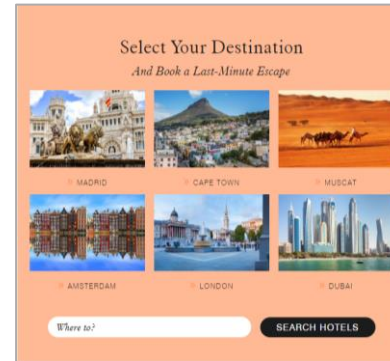 Select Your Destination
And Book a Last-Minute Escape
MADRID
CAPE TOWN
MUSCAT
AMSTERDAM
LONDON
DUBAI
Where to?
SEARCH HOTELS